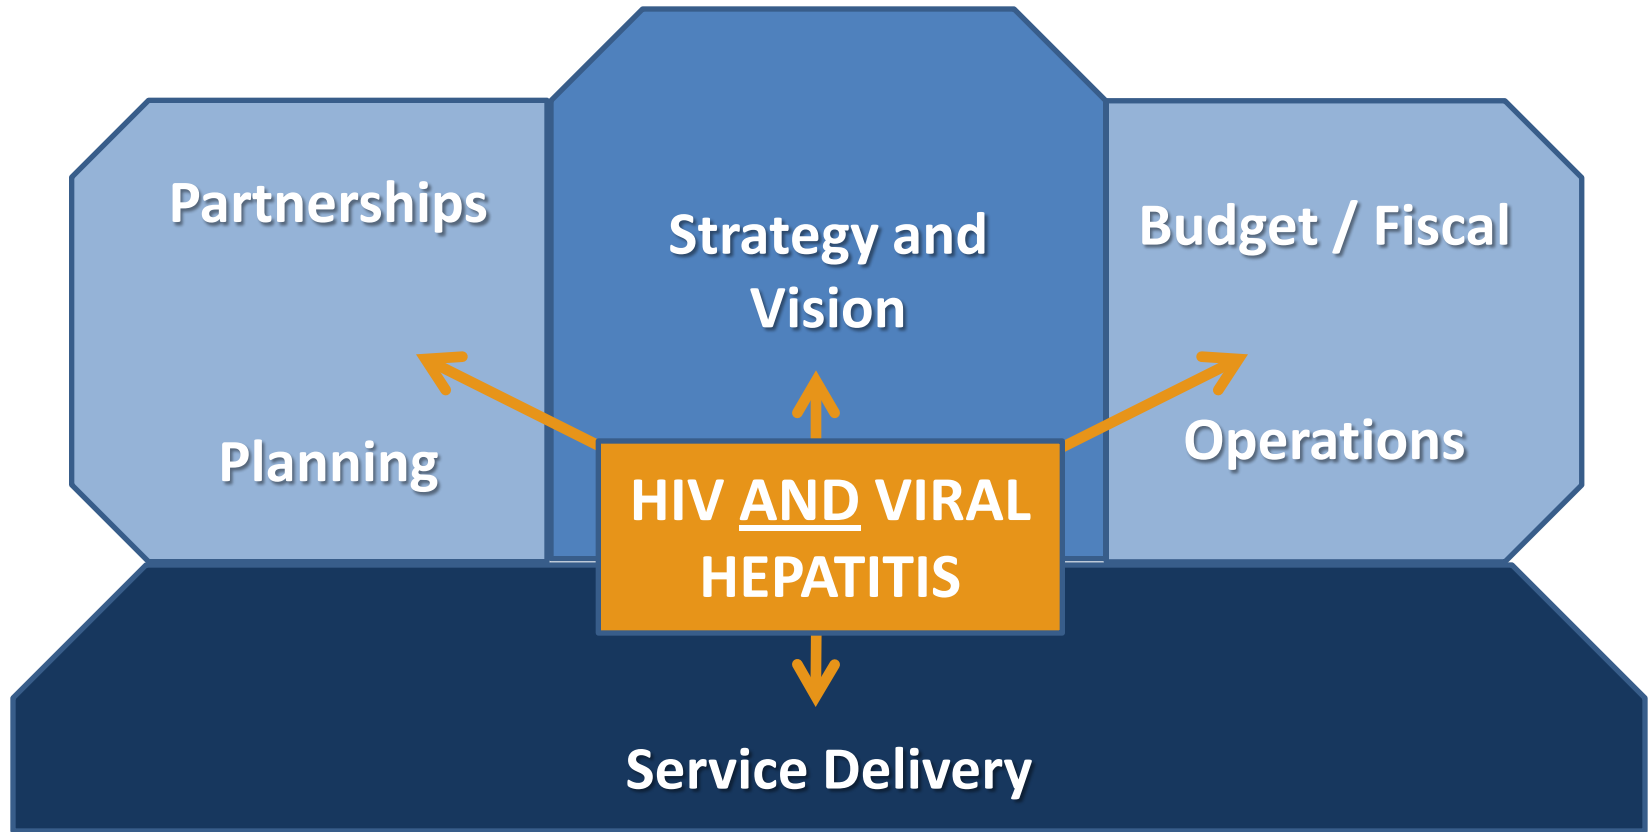 Partnerships
Planning
Strategy and
Vision
Budget / Fiscal
Operations
HIV AND VIRAL
HEPATITIS
Service Delivery